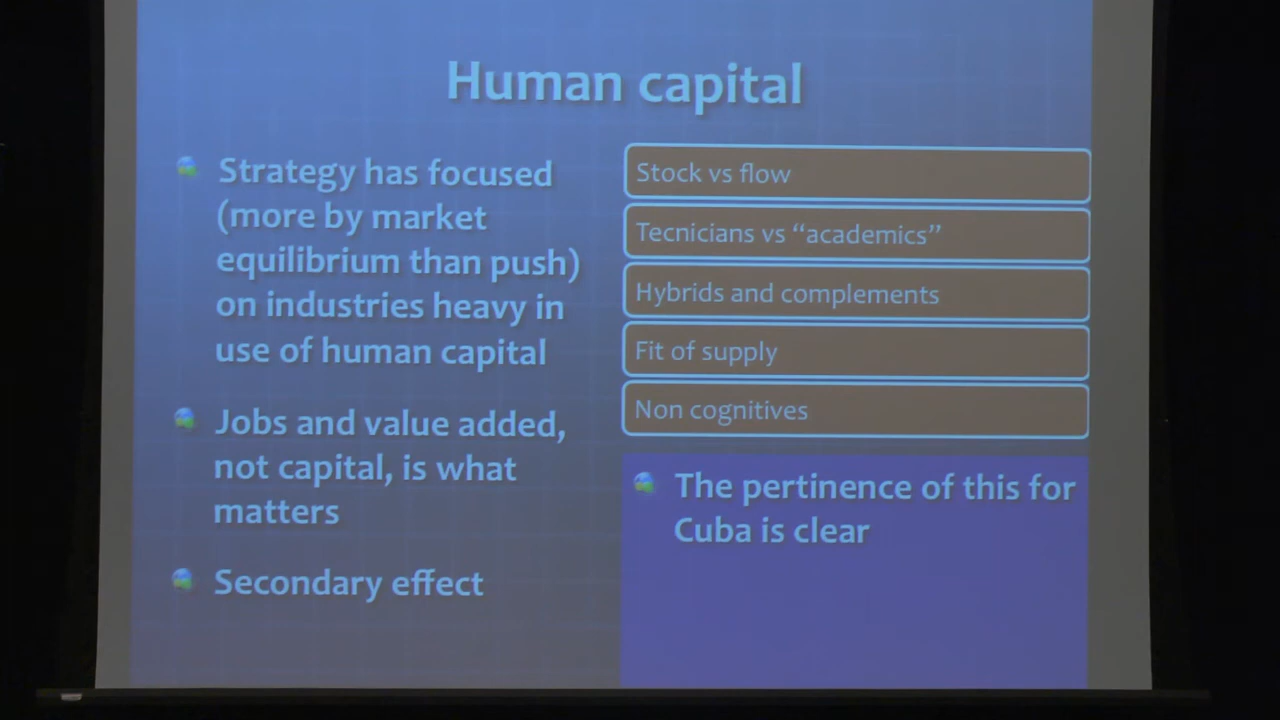 Human capital
Strategy has focused
(more by market
equilibrium than push)
on industries heavy in
use of human capital
Jobs and value added,
not capital, is what
matters
Secondary effect
Stock vs flow
Tecnicians vs “academics”
Hybrids and complements
Fit of supply
Non cognitives
The pertinence of this for
Cuba is clear